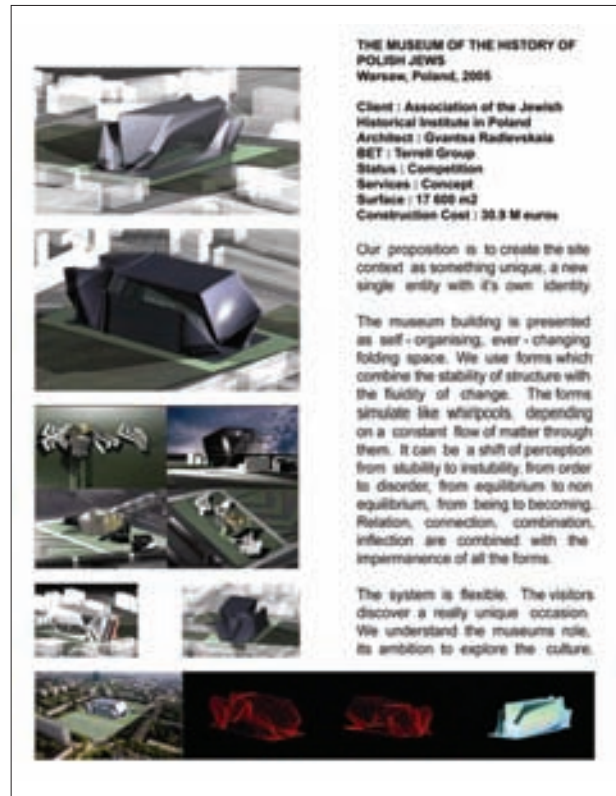 THE MUSEUM OF THE HISTORY OF
POLISH JEWS
Warsaw, Poland, 2005
Client : Association of the Jewish
Historical Institute in Poland
Architect : Gvantsa Radlevskaia
BET : Terrell Group
Status : Competition
Services : Concept
Surface : 17 600 m2
Construction Cost : 30.9 M euros
Our proposition is to create the site
context as something unique, a new
single entity with it's own identity
The museum building is presented
as self - organising, ever - changing
folding space. We use forms which
combine the stability of structure with
the fluidity of change. The forms
simulate like whirlpools, depending
on a constant flow of matter through
them. It can be a shift of perception
from stubility to instubility, from order
to disorder, from equilibrium to non
equilibrium, from being to becoming.
Relation, connection, combination,
inflection are combined with the
impermanence of all the forms.
The system is flexible. The visitors
discover a really unique occasion.
We understand the museums role,
its ambition to explore the culture,